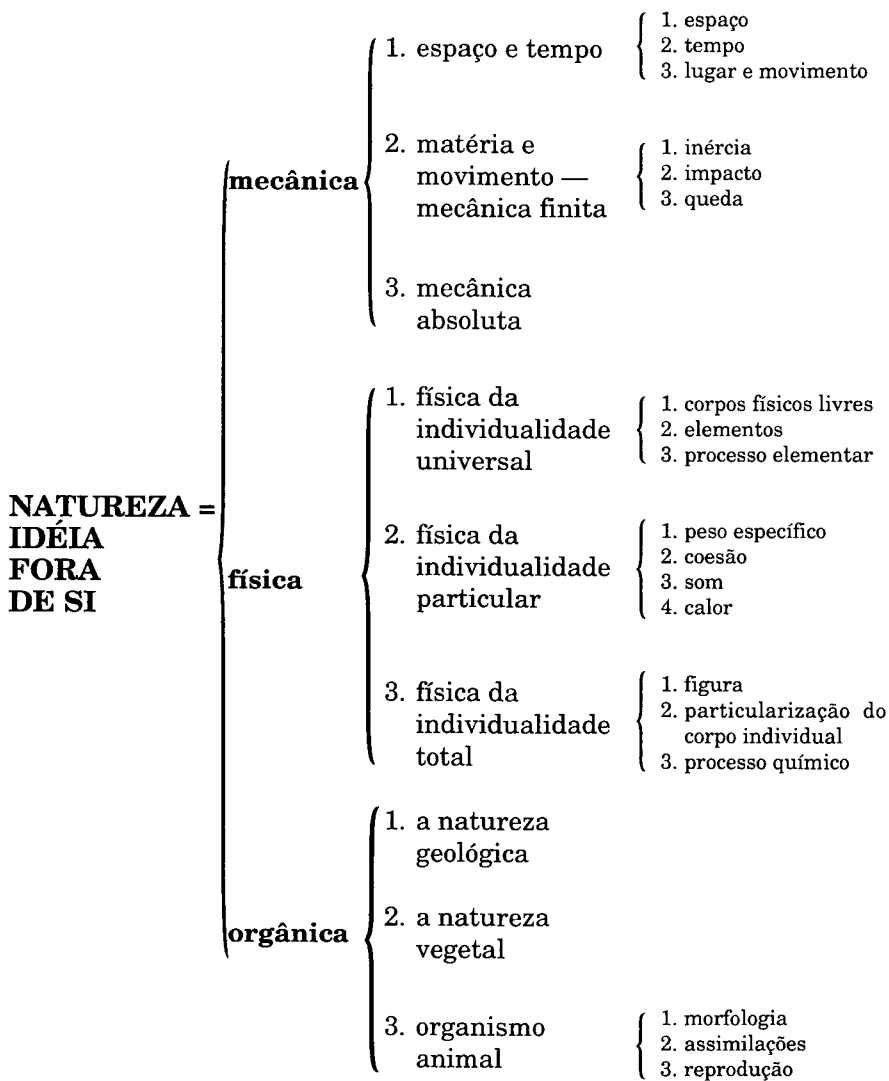 NATUREZA =
IDÉIA
FORA
DE SI
mecânica
1. espaço e tempo
1. espaço
2. tempo
3. lugar e movimento
2. matéria e
movimento —
mecânica finita
1. inércia
2. impacto
3. queda
3. mecânica
absoluta
física
1. física da
individualidade
universal
1. corpos físicos livres
2. elementos
3. processo elementar
2. física da
individualidade
particular
1. peso específico
2. coesão
3. som
4. calor
3. física da
individualidade
total
1. figura
2. particularização do
corpo individual
3. processo químico
orgânica
1. a natureza
geológica
2. a natureza
vegetal
3. organismo
animal
1. morfologia
2. assimilações
3. reprodução